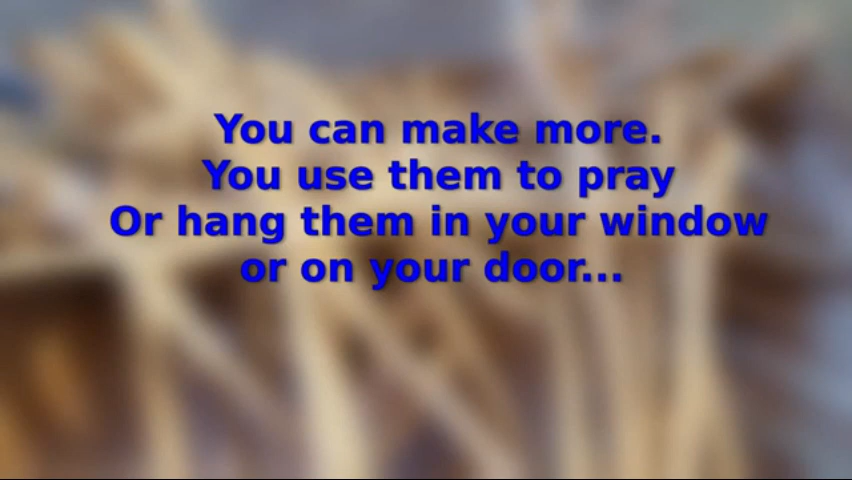 You can make more.
You use them to pray
Or hang them in your window
or on your door...